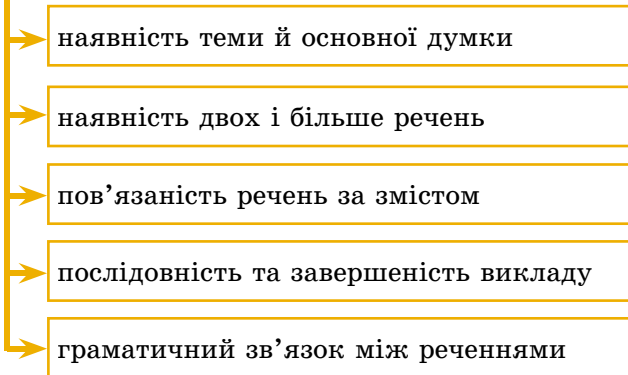 наявність теми й основної думки
наявність двох і більше речень
пов’язаність речень за змістом
послідовність та завершеність викладу
граматичний зв’язок між реченнями